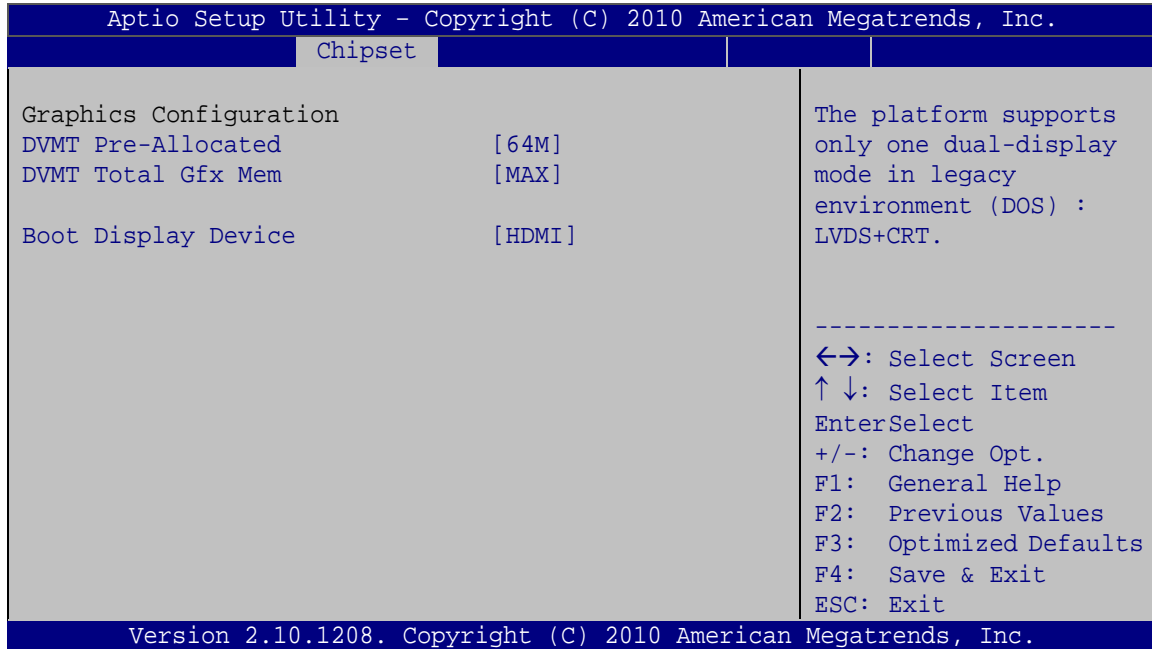 Aptio Setup Utility – Copyright (C) 2010 American Megatrends, Inc.
Chipset
Graphics Configuration
DVMT Pre-Allocated [64M]
DVMT Total Gfx Mem [MAX]
Boot Display Device [HDMI]
The platform supports
only one dual-display
mode in legacy
environment (DOS) :
LVDS+CRT.
----------------------
←→: Select Screen
↑ ↓: Select Item
EnterSelect
+/-: Change Opt.
F1: General Help
F2: Previous Values
F3: Optimized Defaults
F4: Save & Exit
ESC: Exit
Version 2.10.1208. Copyright (C) 2010 American Megatrends, Inc.